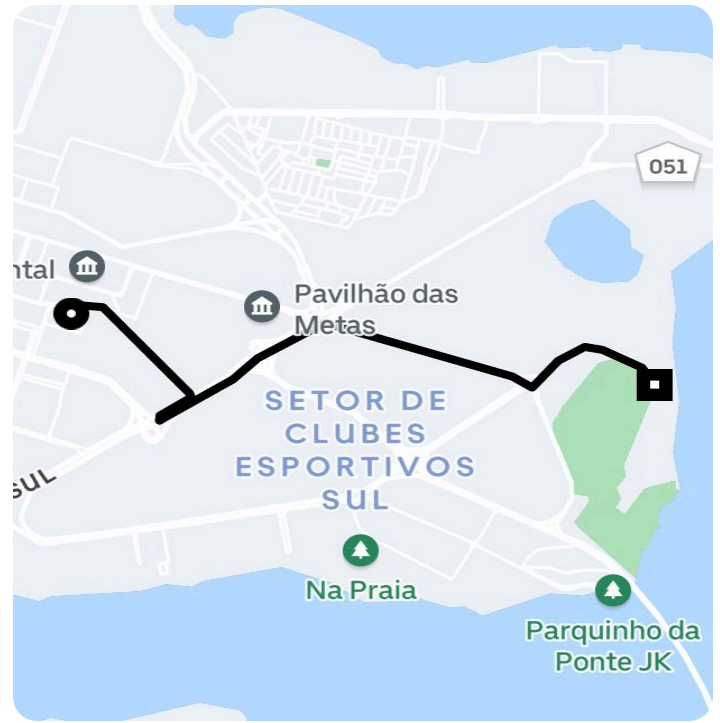 051
ntal
Pavilhão das
Metas
SETOR DE
CLUBES
ESPORTIVOS
SUL
SUL
Na Praia
Parquinho da
Ponte JK